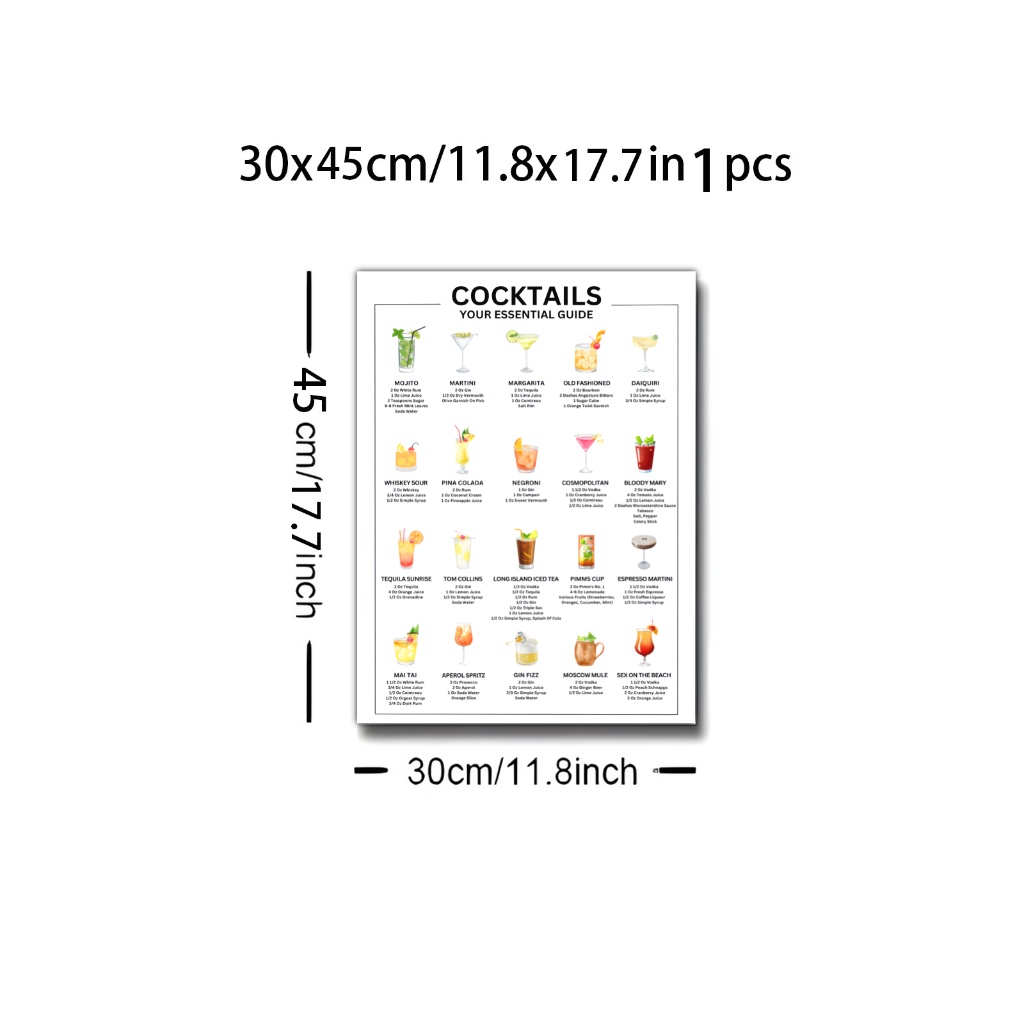 30x45cm/11.8x17.7in 1 pcs
45 cm/17.7inch
COCKTAILS
YOUR ESSENTIAL GUIDE
MOJITO
2 Oz White Rum
1 Oz Lime Juice
2 Teaspoons Sugar
6-8 Fresh Mint Leaves
Soda Water
MARTINI
2 Oz Gin
1/2 Oz Dry Vermouth
Olive Garnish On Pick
MARGARITA
2 Oz Tequila
1 Oz Lime Juice
1 Oz Cointreau
Salt Rim
OLD FASHIONED
2 Oz Bourbon
2 Dashes Angostura Bitters
1 Sugar Cube
1 Orange Twist Garnish
DAIQUIRI
2 Oz Rum
1 Oz Lime Juice
3/4 Oz Simple Syrup
WHISKEY SOUR
2 Oz Whiskey
3/4 Oz Lemon Juice
1/2 Oz Simple Syrup
PINA COLADA
2 Oz Rum
1 Oz Coconut Cream
1 Oz Pineapple Juice
NEGRONI
1 Oz Gin
1 Oz Campari
1 Oz Sweet Vermouth
COSMOPOLITAN
1 1/2 Oz Vodka
1 Oz Cranberry Juice
1/2 Oz Cointreau
1/2 Oz Lime Juice
BLOODY MARY
2 Oz Vodka
4 Oz Tomato Juice
1/2 Oz Lemon Juice
2 Dashes Worcestershire Sauce
Tabasco
Salt, Pepper
Celery Stick
TEQUILA SUNRISE
2 Oz Tequila
4 Oz Orange Juice
1/2 Oz Grenadine
TOM COLLINS
2 Oz Gin
1 Oz Lemon Juice
1/2 Oz Simple Syrup
Soda Water
LONG ISLAND ICED TEA
1/2 Oz Vodka
1/2 Oz Tequila
1/2 Oz Rum
1/2 Oz Gin
1/2 Oz Triple Sec
1 Oz Lemon Juice
1/2 Oz Simple Syrup, Splash Of Cola
PIMMS CUP
2 Oz Pimm's No. 1
4-6 Oz Lemonade
Various Fruits (Strawberries,
Oranges, Cucumber, Mint)
ESPRESSO MARTINI
1 1/2 Oz Vodka
1 Oz Fresh Espresso
1/2 Oz Coffee Liqueur
1/2 Oz Simple Syrup
MAI TAI
1 1/2 Oz White Rum
3/4 Oz Lime Juice
1/2 Oz Cointreau
1/2 Oz Orgeat Syrup
3/4 Oz Dark Rum
APEROL SPRITZ
3 Oz Prosecco
2 Oz Aperol
1 Oz Soda Water
Orange Slice
GIN FIZZ
2 Oz Gin
1 Oz Lemon Juice
2/3 Oz Simple Syrup
Soda Water
MOSCOW MULE
2 Oz Vodka
4 Oz Ginger Beer
1/2 Oz Lime Juice
SEX ON THE BEACH
1 1/2 Oz Vodka
1/2 Oz Peach Schnapps
2 Oz Cranberry Juice
2 Oz Orange Juice
30cm/11.8inch